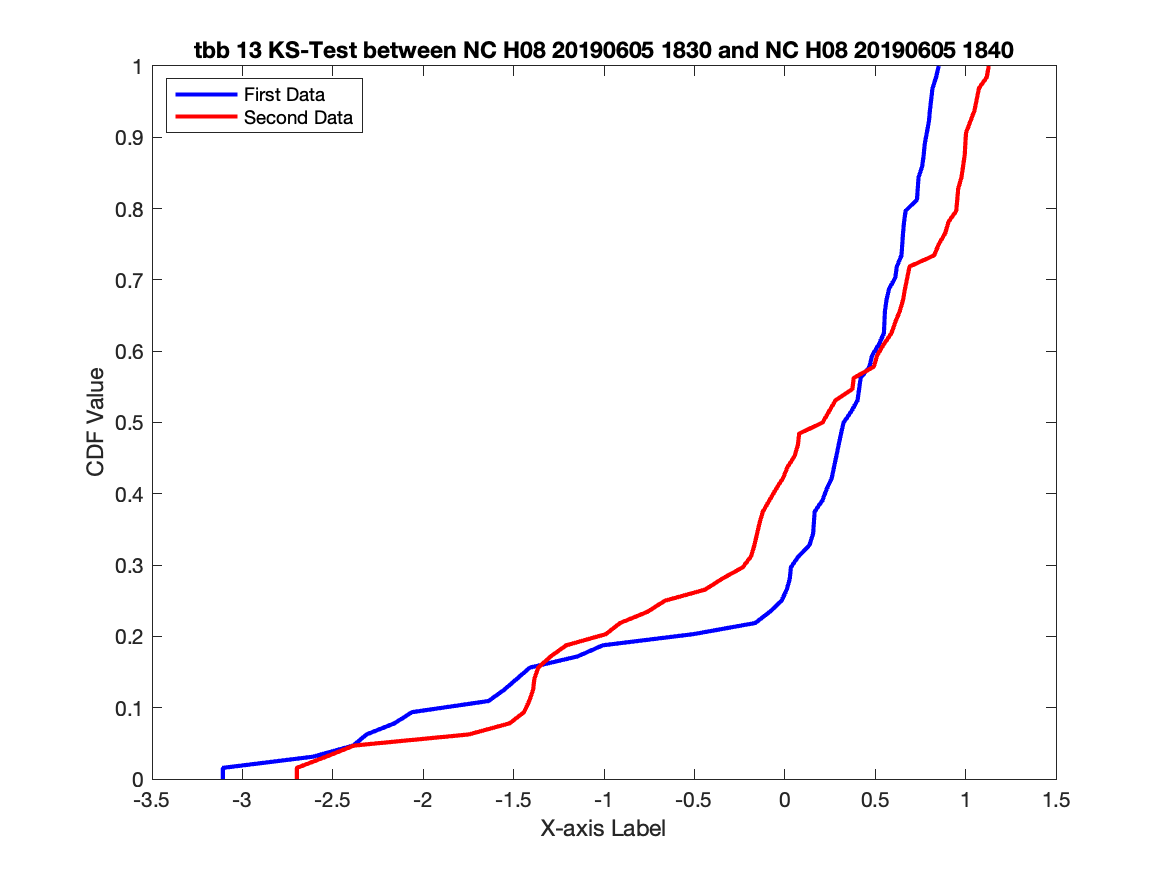 tbb 13 KS-Test between NC H08 20190605 1830 and NC H08 20190605 1840
First Data
Second Data
1
0.9
0.8
0.7
0.6
0.5
0.4
0.3
0.2
0.1
0
CDF Value
-3.5 -3 -2.5 -2 -1.5 -1 -0.5 0 0.5 1 1.5
X-axis Label